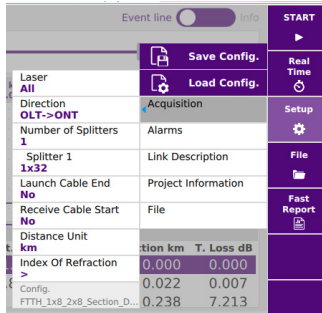 Event line Info
START
Real
Time
Setup
File
Fast
Report
Save Config.
Load Config.
Acquisition
Alarms
Link Description
Project Information
File
Laser
All
Direction
OLT->ONT
Number of Splitters
1
Splitter 1
1x32
Launch Cable End
No
Receive Cable Start
No
Distance Unit
km
Index Of Refraction
>
Config.
FTTH_1x8_2x8_Section_D...
tion km T. Loss dB
0.000 0.000
0.022 0.007
0.238 7.213